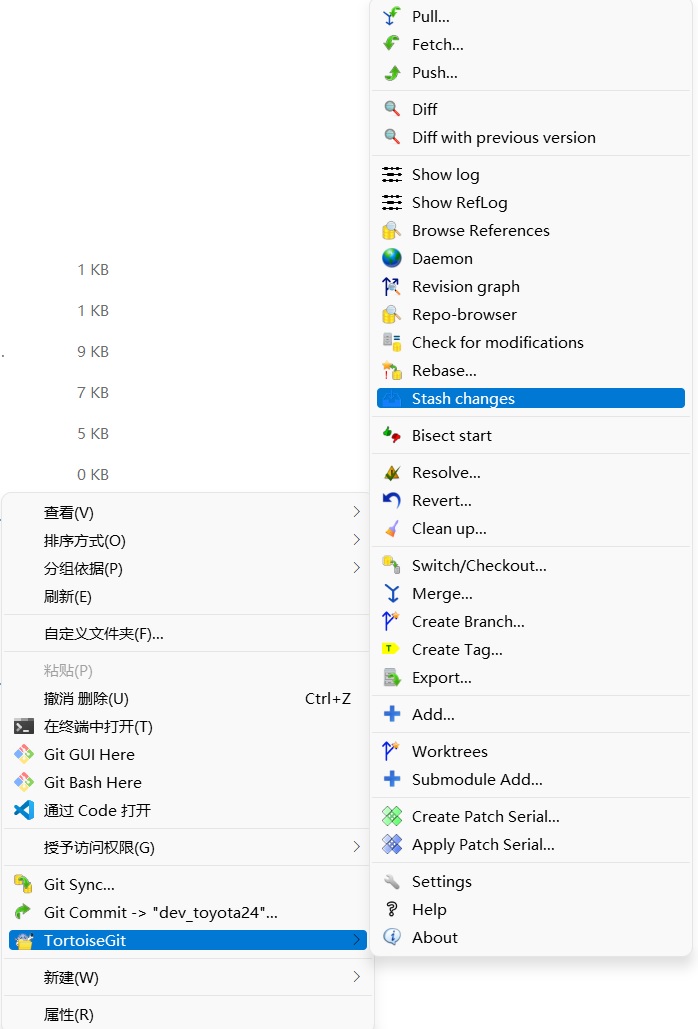 1 KB
1 KB
9 KB
7 KB
5 KB
0 KB
查看(V)
排序方式(O)
分组依据(P)
刷新(E)
自定义文件夹(F)...
粘贴(P)
撤消 删除(U) Ctrl+Z
在终端中打开(T)
Git GUI Here
Git Bash Here
通过 Code 打开
授予访问权限(G)
Git Sync...
Git Commit -> "dev_toyota24"...
TortoiseGit
新建(W)
属性(R)
Pull...
Fetch...
Push...
Diff
Diff with previous version
Show log
Show RefLog
Browse References
Daemon
Revision graph
Repo-browser
Check for modifications
Rebase...
Stash changes
Bisect start
Resolve...
Revert...
Clean up...
Switch/Checkout...
Merge...
Create Branch...
Create Tag...
Export...
Add...
Worktrees
Submodule Add...
Create Patch Serial...
Apply Patch Serial...
Settings
Help
About